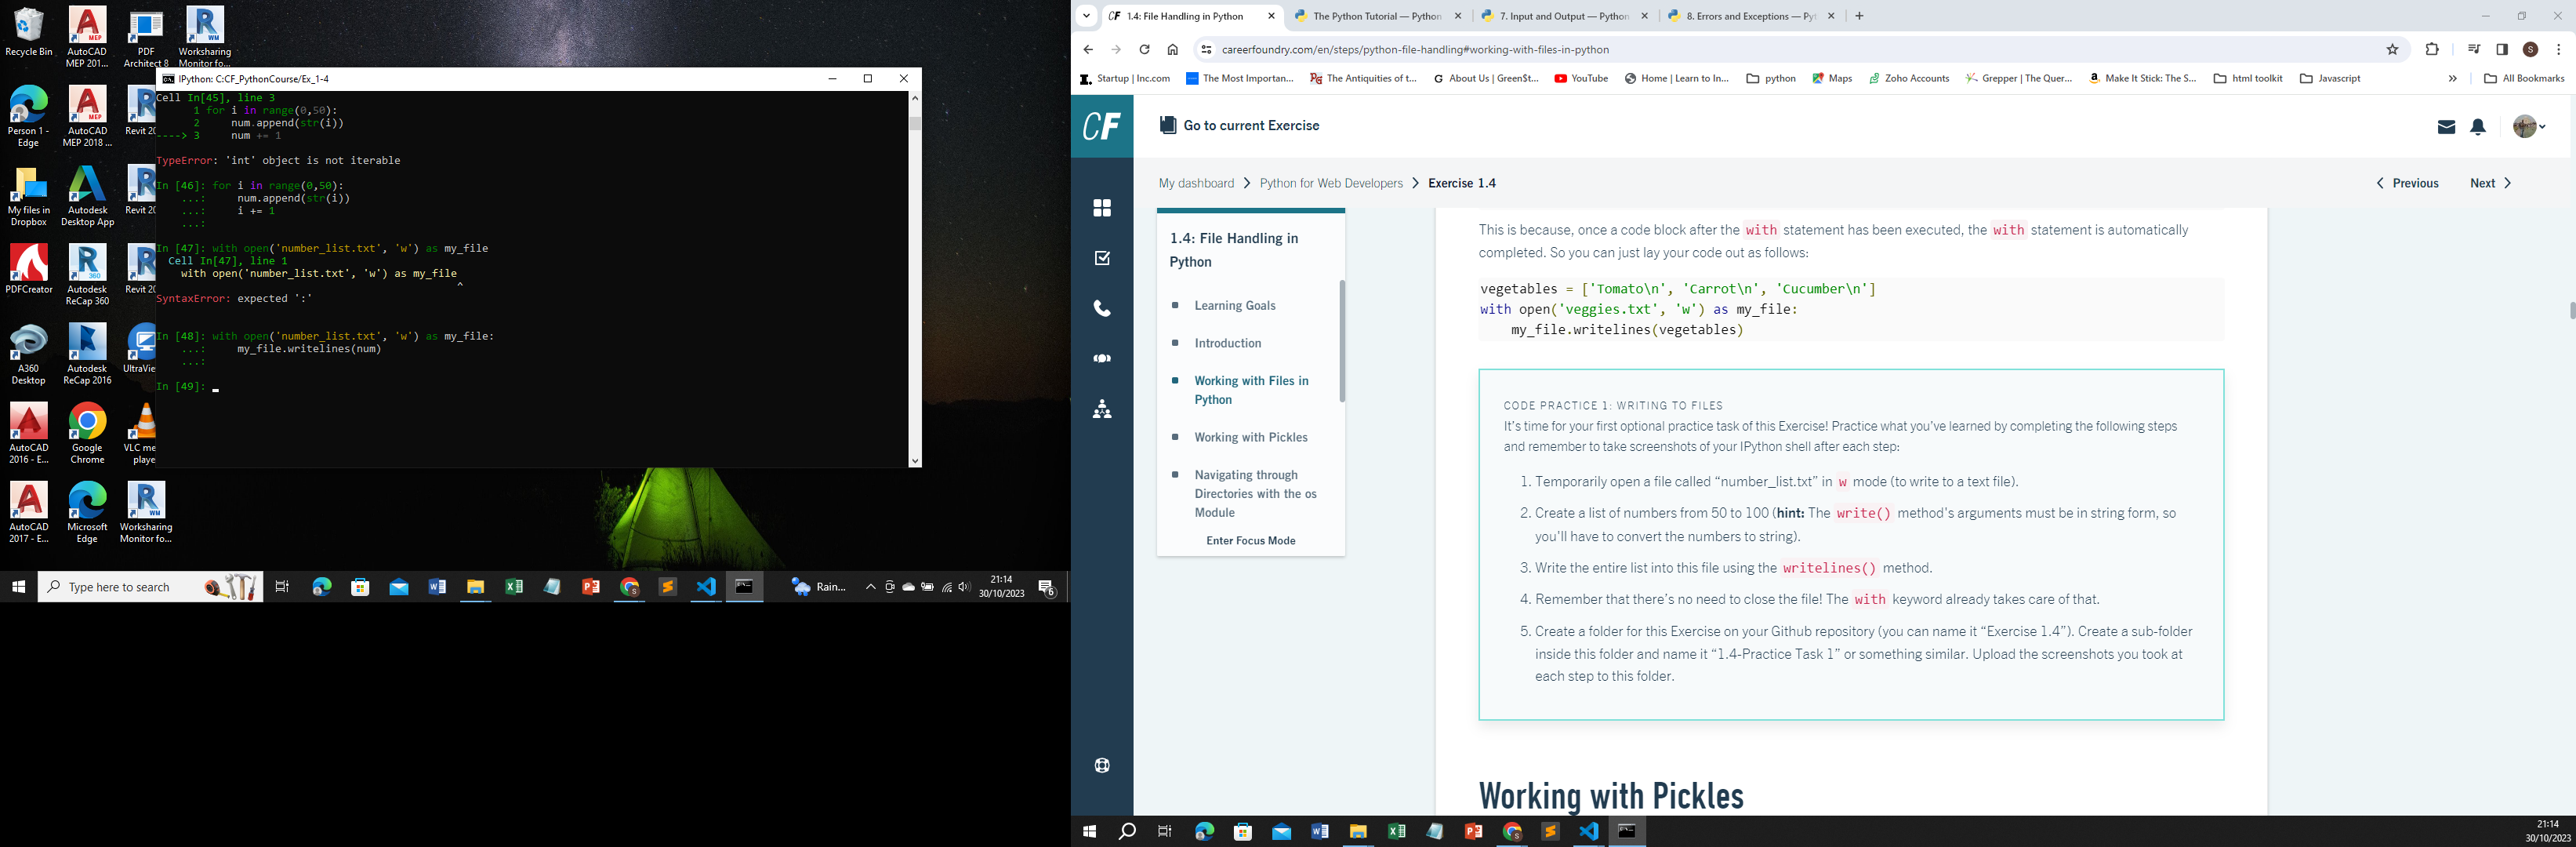 Recycle Bin
AutoCAD
MEP 201...
PDF
Architect 8
Worksharing
Monitor fo...
Person 1 -
Edge
AutoCAD
MEP 2018 ...
Revit 20
My files in
Dropbox
Autodesk
Desktop App
Revit 20
PDFCreator
Autodesk
ReCap 360
Revit 20
A360
Desktop
Autodesk
ReCap 2016
UltraVie
AutoCAD
2016 - E...
Google
Chrome
VLC me
playe
AutoCAD
2017 - E...
Microsoft
Edge
Worksharing
Monitor fo...
IPython: C:CF_PythonCourse/Ex_1-4
Cell In[45], line 3
1 for i in range(0,50):
2     num.append(str(i))
----> 3     num += 1
TypeError: 'int' object is not iterable
In [46]: for i in range(0,50):
...:     num.append(str(i))
...:     i += 1
...:
In [47]: with open('number_list.txt', 'w') as my_file
Cell In[47], line 1
with open('number_list.txt', 'w') as my_file
^
SyntaxError: expected ':'
In [48]: with open('number_list.txt', 'w') as my_file:
...:     my_file.writelines(num)
...:
In [49]:
Type here to search
Rain...
21:14
30/10/2023
6
1.4: File Handling in Python
The Python Tutorial — Python
7. Input and Output — Python
8. Errors and Exceptions — Py
careerfoundry.com/en/steps/python-file-handling#working-with-files-in-python
S
Startup | Inc.com
The Most Importan...
The Antiquities of t...
About Us | Green$t...
YouTube
Home | Learn to In...
python
Maps
Zoho Accounts
Grepper | The Quer...
Make It Stick: The S...
html toolkit
Javascript
All Bookmarks
CF
Go to current Exercise
My dashboard > Python for Web Developers > Exercise 1.4
Previous
Next
1.4: File Handling in
Python
Learning Goals
Introduction
Working with Files in
Python
Working with Pickles
Navigating through
Directories with the os
Module
Enter Focus Mode
This is because, once a code block after the with statement has been executed, the with statement is automatically
completed. So you can just lay your code out as follows:
vegetables = ['Tomato\n', 'Carrot\n', 'Cucumber\n']
with open('veggies.txt', 'w') as my_file:
my_file.writelines(vegetables)
CODE PRACTICE 1: WRITING TO FILES
It's time for your first optional practice task of this Exercise! Practice what you've learned by completing the following steps
and remember to take screenshots of your IPython shell after each step:
1. Temporarily open a file called “number_list.txt” in w mode (to write to a text file).
2. Create a list of numbers from 50 to 100 (hint: The write() method's arguments must be in string form, so
you'll have to convert the numbers to string).
3. Write the entire list into this file using the writelines() method.
4. Remember that there's no need to close the file! The with keyword already takes care of that.
5. Create a folder for this Exercise on your Github repository (you can name it “Exercise 1.4”). Create a sub-folder
inside this folder and name it “1.4-Practice Task 1” or something similar. Upload the screenshots you took at
each step to this folder.
Working with Pickles
21:14
30/10/2023